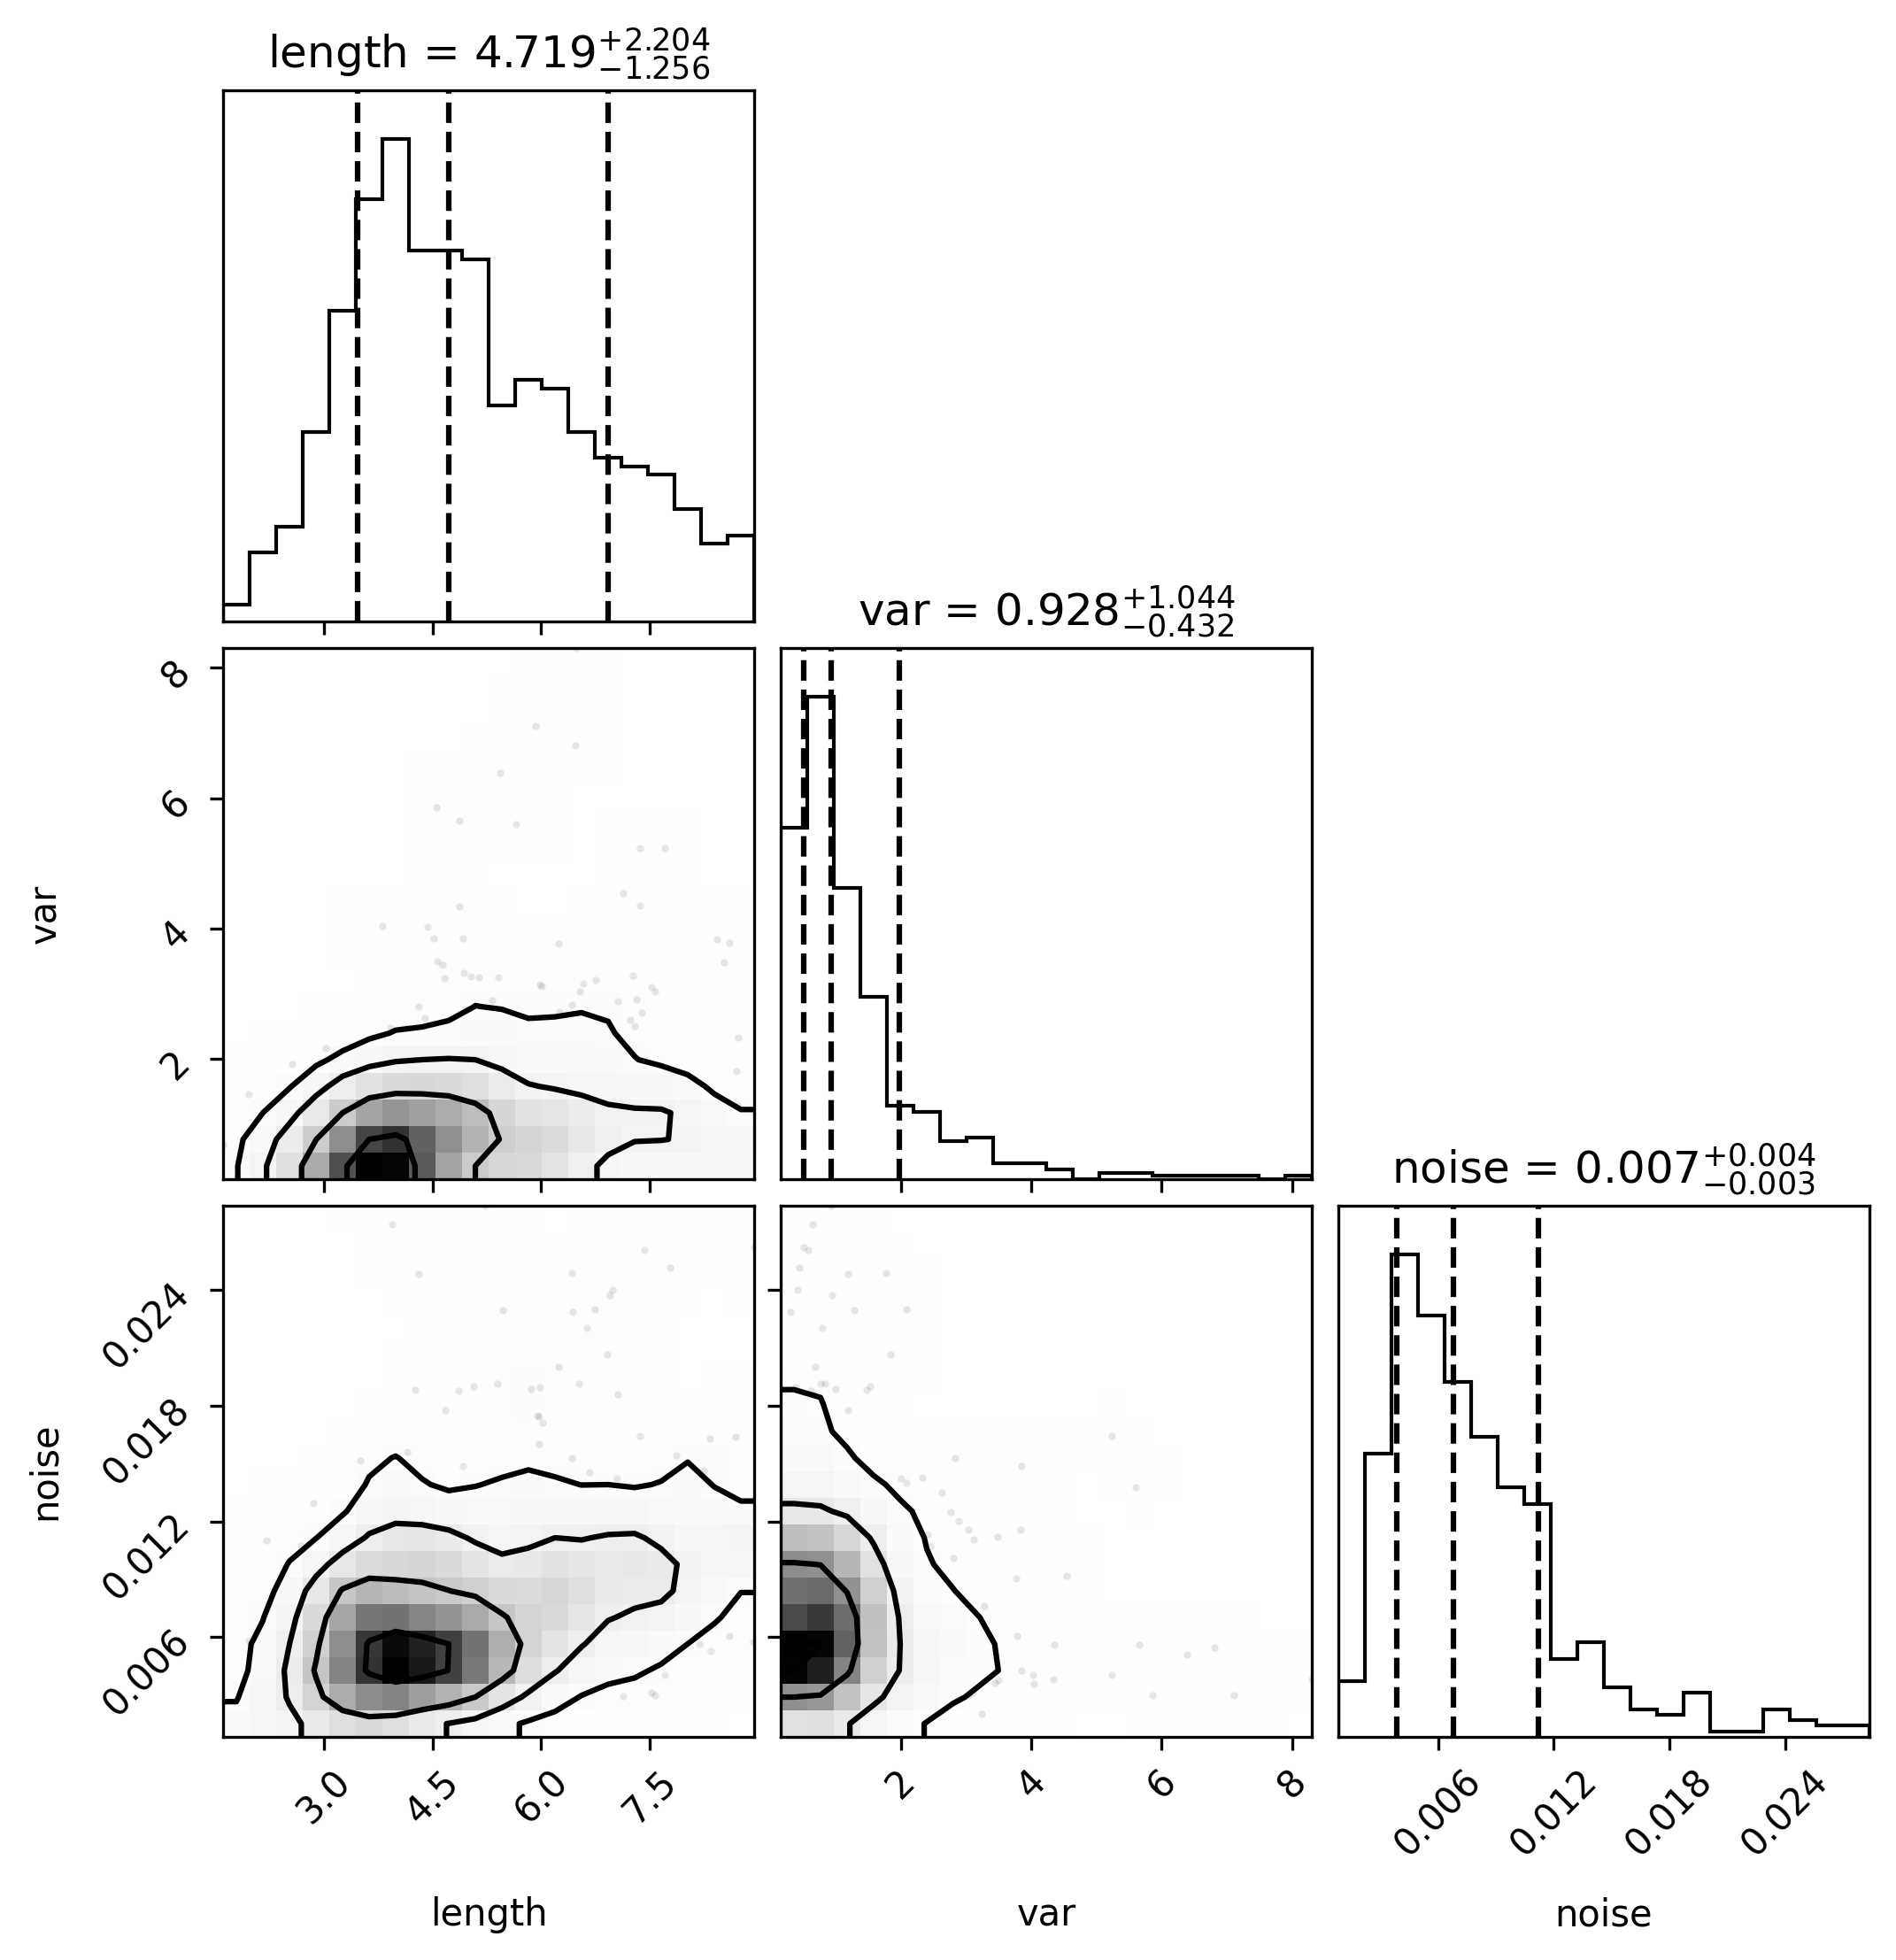 length = 4.719 +2.204 −1.256
var = 0.928 +1.044 −0.432
8
6
4
2
var
noise = 0.007 +0.004 −0.003
0.024
0.018
0.012
0.006
noise
3.0 4.5 6.0 7.5 2 4 6 8 0.006 0.012 0.018 0.024
length var noise